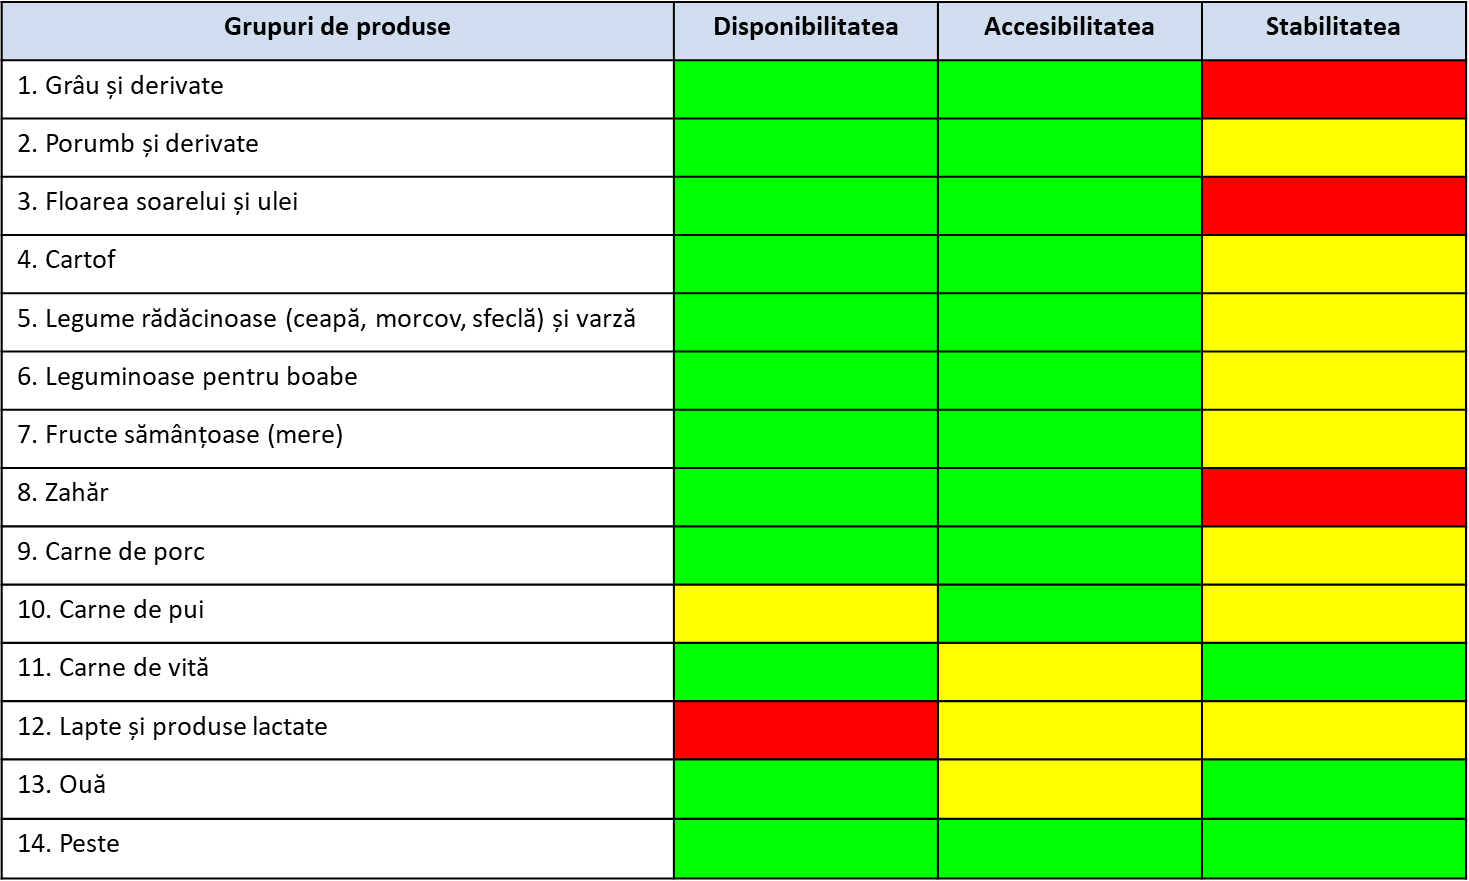 Grupuri de produse Disponibilitatea Accesibilitatea Stabilitatea
1. Grâu și derivate
2. Porumb și derivate
3. Floarea soarelui și ulei
4. Cartof
5. Legume rădăcinoase (ceapă, morcov, sfeclă) și varză
6. Leguminoase pentru boabe
7. Fructe sămânțoase (mere)
8. Zahăr
9. Carne de porc
10. Carne de pui
11. Carne de vită
12. Lapte și produse lactate
13. Ouă
14. Peste